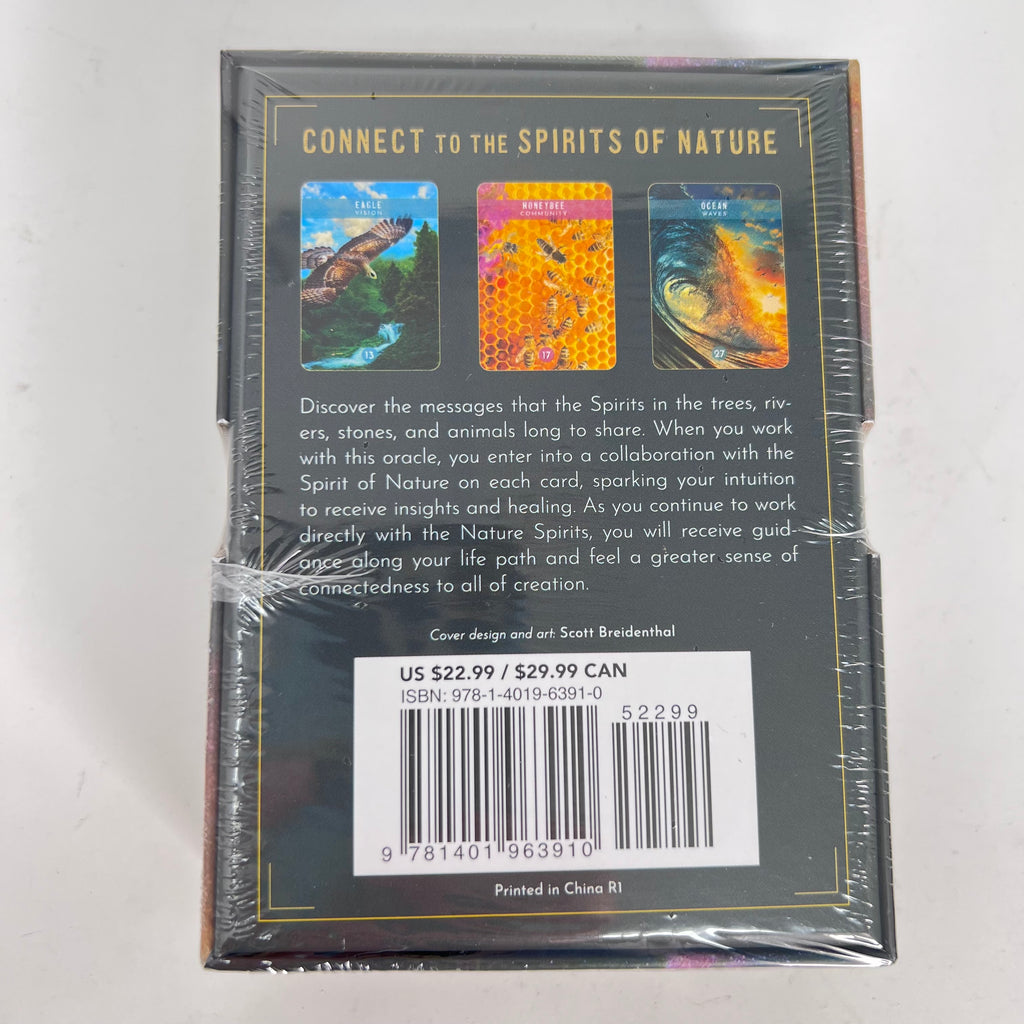 CONNECT TO THE SPIRITS OF NATURE
EAGLE
VISION
13
HONEYBEE
COMMUNITY
17
OCEAN
WAVES
27
Discover the messages that the Spirits in the trees, riv-
ers, stones, and animals long to share. When you work
with this oracle, you enter into a collaboration with the
Spirit of Nature on each card, sparking your intuition
to receive insights and healing. As you continue to work
directly with the Nature Spirits, you will receive guid-
ance along your life path and feel a greater sense of
connectedness to all of creation.
Cover design and art: Scott Breidenthal
US $22.99 / $29.99 CAN
ISBN: 978-1-4019-6391-0
52299
9 781401 963910
Printed in China R1